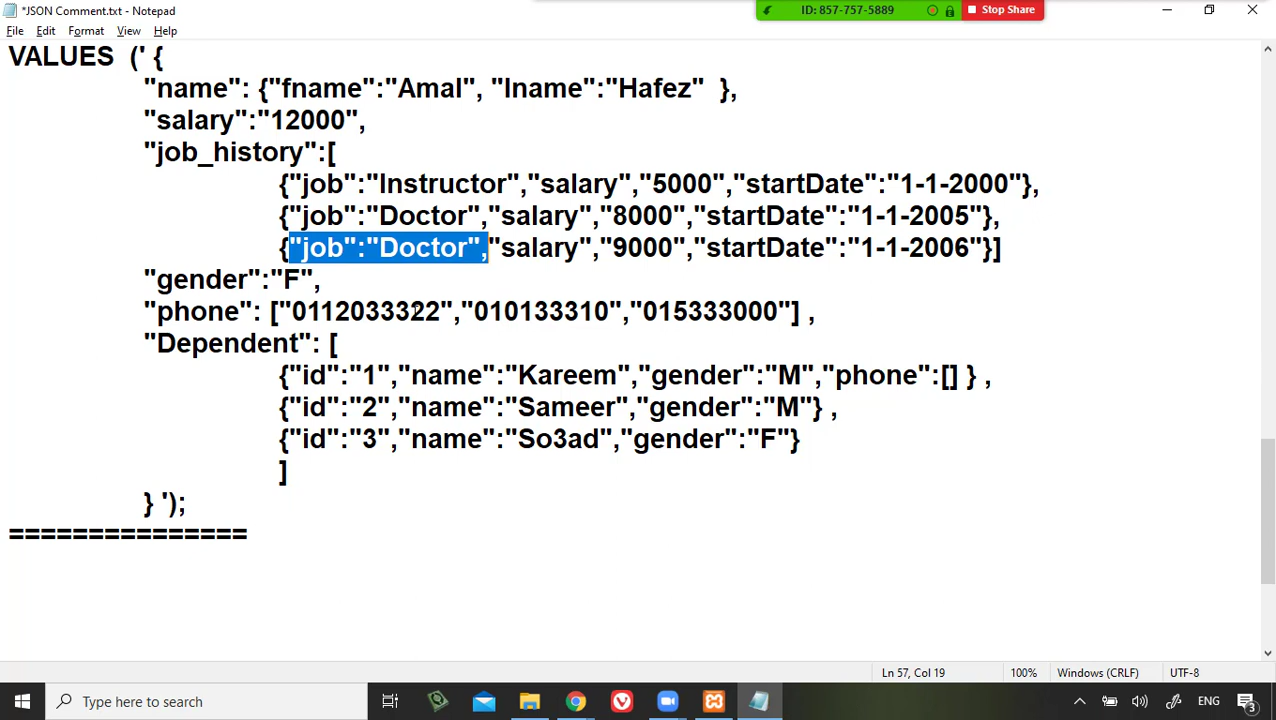 *JSON Comment.txt - Notepad
ID: 857-757-5889
Stop Share
File Edit Format View Help
VALUES (' {
"name": {"fname":"Amal", "lname":"Hafez" },
"salary":"12000",
"job_history":[
{"job":"Instructor","salary","5000","startDate":"1-1-2000"},
{"job":"Doctor","salary","8000","startDate":"1-1-2005"},
{"job":"Doctor","salary","9000","startDate":"1-1-2006"}]
"gender":"F",
"phone": ["0112033322","010133310","015333000"] ,
"Dependent": [
{"id":"1","name":"Kareem","gender":"M","phone":[] } ,
{"id":"2","name":"Sameer","gender":"M"} ,
{"id":"3","name":"So3ad","gender":"F"}
]
} ');
===============
Ln 57, Col 19 100% Windows (CRLF) UTF-8
Type here to search
ENG
3